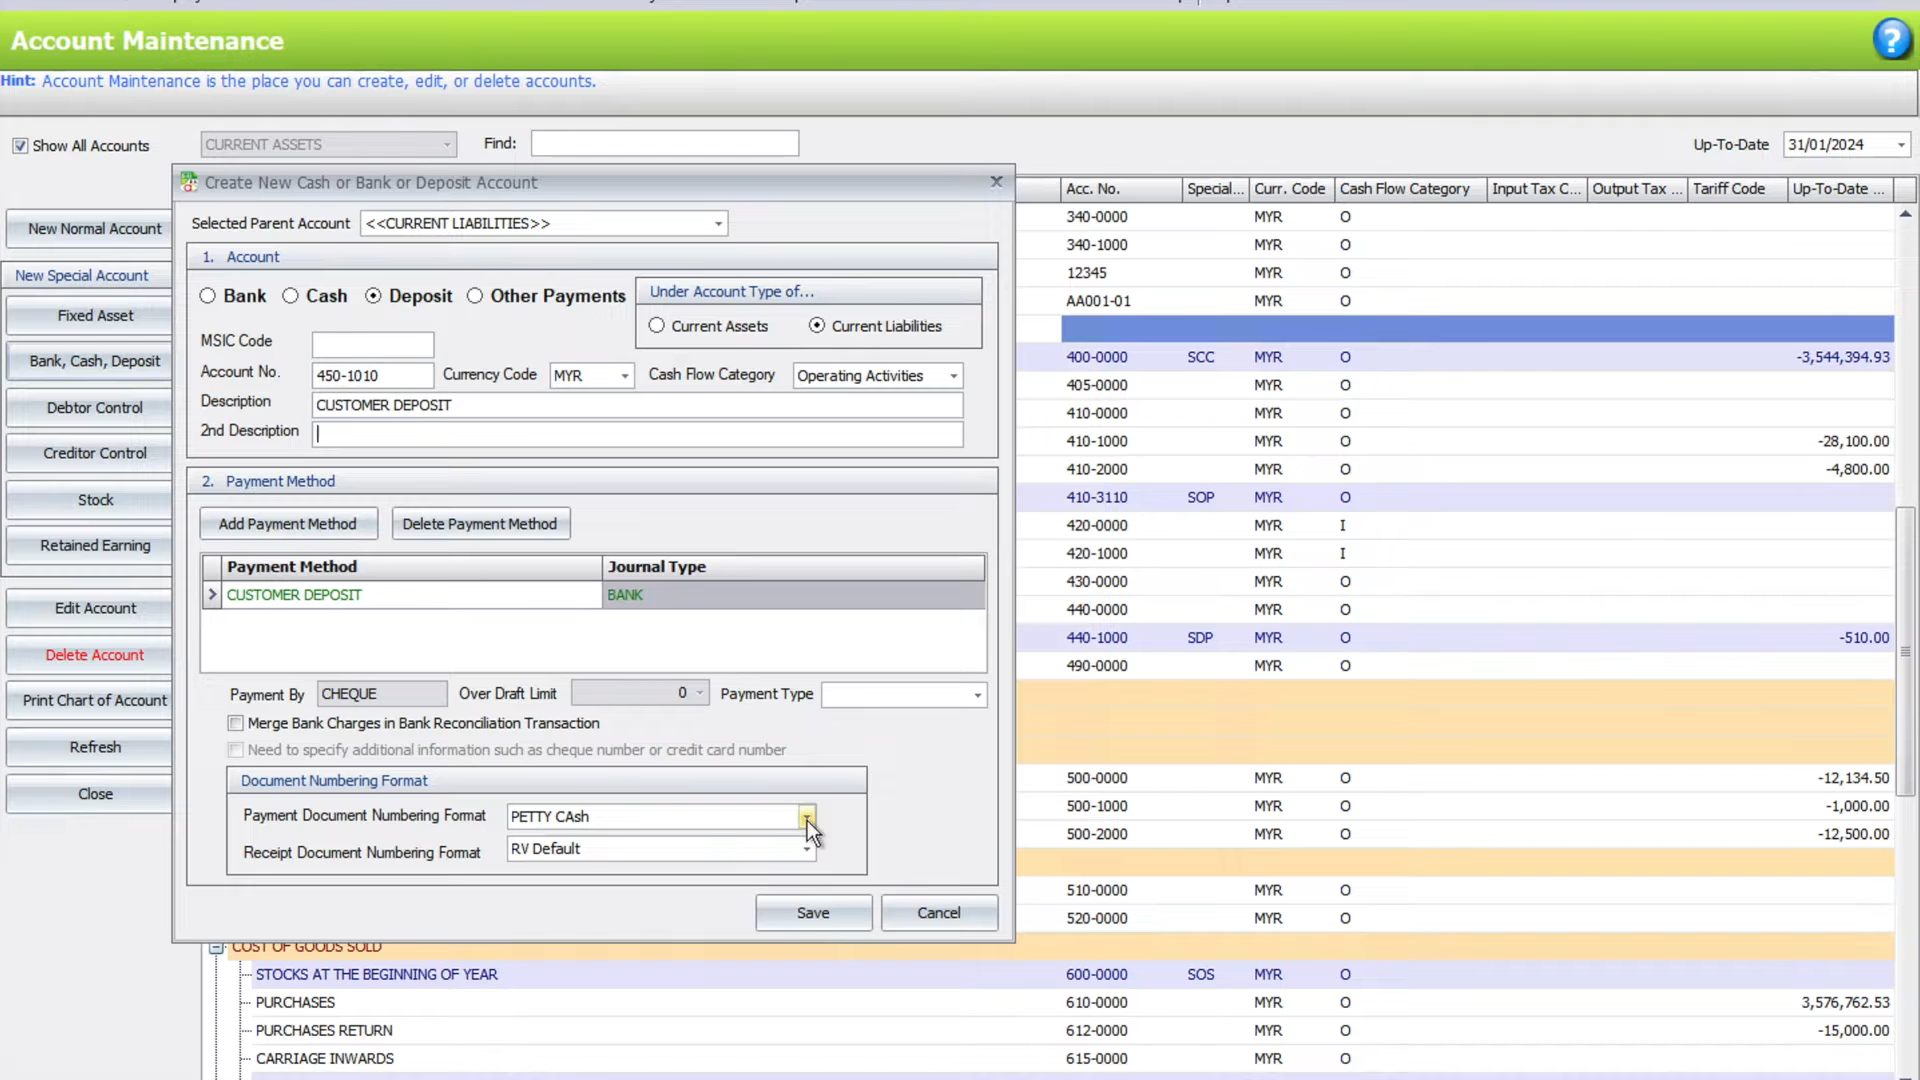 Account Maintenance
?
Hint: Account Maintenance is the place you can create, edit, or delete accounts.
Show All Accounts
CURRENT ASSETS
Find:
Up-To-Date
31/01/2024
Create New Cash or Bank or Deposit Account
Selected Parent Account
<<CURRENT LIABILITIES>>
1. Account
Bank
Cash
Deposit
Other Payments
Under Account Type of...
Current Assets
Current Liabilities
MSIC Code
Account No.
450-1010
Currency Code
MYR
Cash Flow Category
Operating Activities
Description
CUSTOMER DEPOSIT
2nd Description
2. Payment Method
Add Payment Method
Delete Payment Method
Payment Method
Journal Type
CUSTOMER DEPOSIT
BANK
Payment By
CHEQUE
Over Draft Limit
0
Payment Type
Merge Bank Charges in Bank Reconciliation Transaction
Need to specify additional information such as cheque number or credit card number
Document Numbering Format
Payment Document Numbering Format
PETTY CAsh
Receipt Document Numbering Format
RV Default
Save
Cancel
New Normal Account
New Special Account
Fixed Asset
Bank, Cash, Deposit
Debtor Control
Creditor Control
Stock
Retained Earning
Edit Account
Delete Account
Print Chart of Account
Refresh
Close
Acc. No. Special... Curr. Code Cash Flow Category Input Tax C... Output Tax ... Tariff Code Up-To-Date ...
340-0000 MYR O
340-1000 MYR O
12345 MYR O
AA001-01 MYR O
400-0000 SCC MYR O -3,544,394.93
405-0000 MYR O
410-0000 MYR O
410-1000 MYR O -28,100.00
410-2000 MYR O -4,800.00
410-3110 SOP MYR O
420-0000 MYR I
420-1000 MYR I
430-0000 MYR O
440-0000 MYR O
440-1000 SDP MYR O -510.00
490-0000 MYR O
500-0000 MYR O -12,134.50
500-1000 MYR O -1,000.00
500-2000 MYR O -12,500.00
510-0000 MYR O
520-0000 MYR O
COST OF GOODS SOLD
STOCKS AT THE BEGINNING OF YEAR 600-0000 SOS MYR O
PURCHASES 610-0000 MYR O 3,576,762.53
PURCHASES RETURN 612-0000 MYR O -15,000.00
CARRIAGE INWARDS 615-0000 MYR O